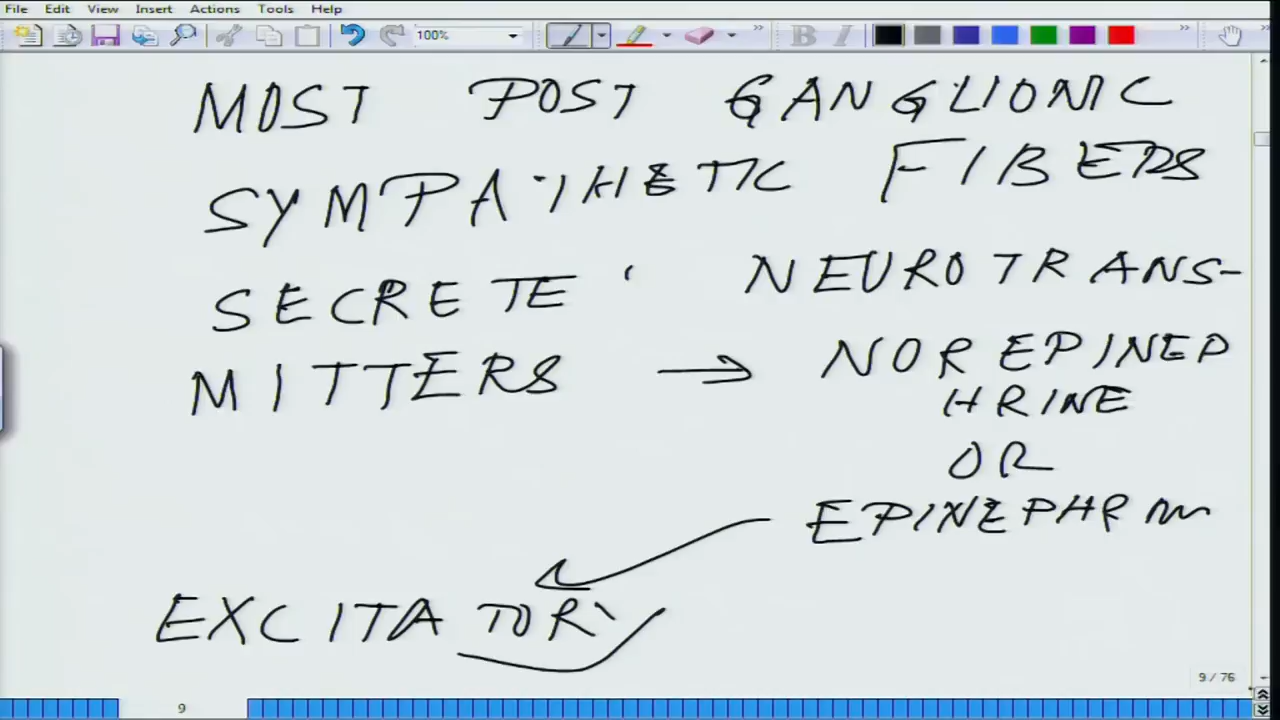 File Edit View Insert Actions Tools Help
100%
MOST POST GANGLIONIC
SYMPATHETIC FIBERS
SECRETE NEUROTRANS-
MITTERS → NOREPINEP
HRINE
OR
EPINEPHRIN
EXCITATORY
9 / 76
9